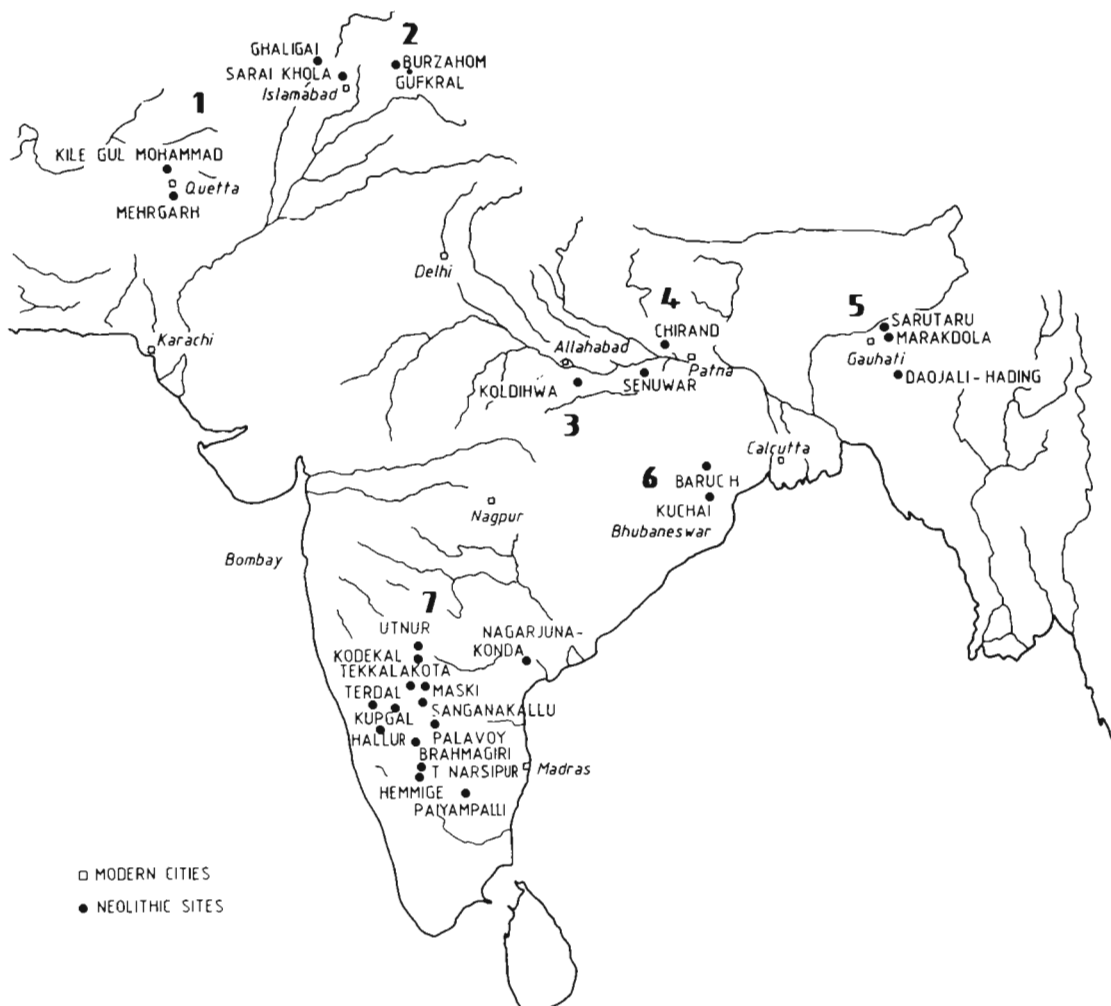 2
GHALIGAI
BURZAHOM
SARAI KHOLA
GUFKRAL
Islamabad
1
KILE GUL MOHAMMAD
Quetta
MEHRGARH
Delhi
4
5
SARUTARU
CHIRAND
MARAKDOLA
Karachi
Allahabad
Gauhati
Patna
DAOJALI-HADING
KOLDIHWA
SENUWAR
3
Calcutta
6
BARUCH
Nagpur
KUCHAI
Bhubaneswar
Bombay
7
UTNUR
NAGARJUNA-
KONDA
KODEKAL
TEKKALAKOTA
TERDAL
MASKI
SANGANAKALLU
KUPGAL
HALLUR
PALAVOY
BRAHMAGIRI
T NARSIPUR
Madras
HEMMIGE
PAIYAMPALLI
MODERN CITIES
NEOLITHIC SITES